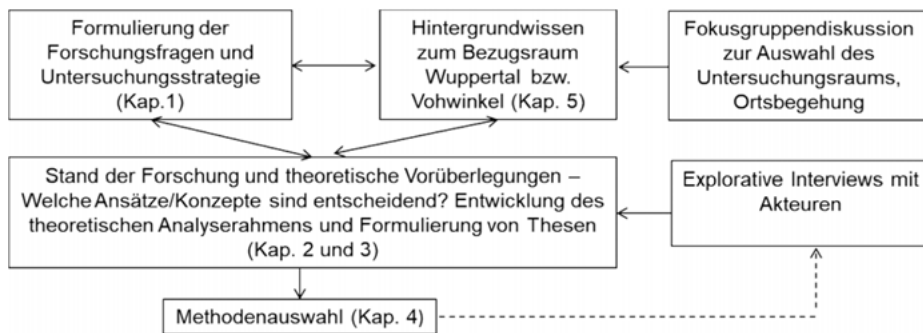 Formulierung der
Forschungsfragen und
Untersuchungsstrategie
(Kap.1)
Hintergrundwissen
zum Bezugsraum
Wuppertal bzw.
Vohwinkel (Kap. 5)
Fokusgruppendiskussion
zur Auswahl des
Untersuchungsraums,
Ortsbegehung
Stand der Forschung und theoretische Vorüberlegungen –
Welche Ansätze/Konzepte sind entscheidend? Entwicklung des
theoretischen Analyserahmens und Formulierung von Thesen
(Kap. 2 und 3)
Explorative Interviews mit
Akteuren
Methodenauswahl (Kap. 4)